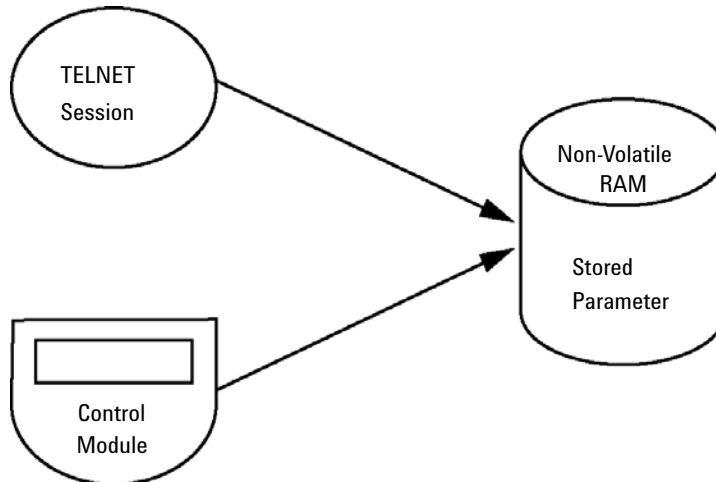 TELNET
Session
Non-Volatile
RAM
Stored
Parameter
Control
Module